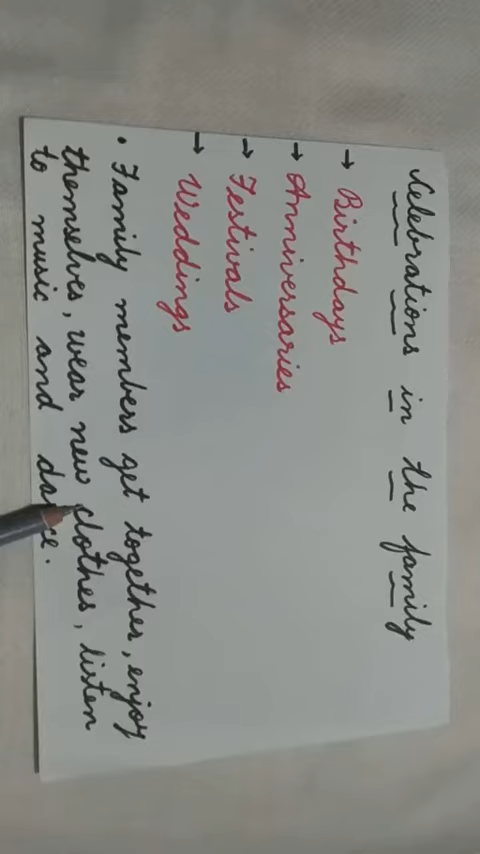 Celebrations in the family
→ Birthdays
→ Anniversaries
→ Festivals
→ Weddings
• Family members get together, enjoy
themselves, wear new clothes, listen
to music and dance.